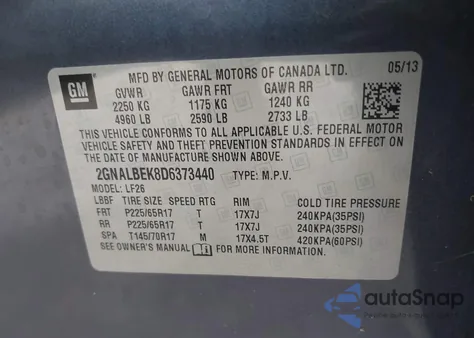 GM
MFD BY GENERAL MOTORS OF CANADA LTD. 05/13
GVWR GAWR FRT GAWR RR
2250 KG 1175 KG 1240 KG
4960 LB 2590 LB 2733 LB
THIS VEHICLE CONFORMS TO ALL APPLICABLE U.S. FEDERAL MOTOR
VEHICLE SAFETY AND THEFT PREVENTION STANDARDS IN EFFECT ON
THE DATE OF MANUFACTURE SHOWN ABOVE.
2GNALBEK8D6373440 TYPE: M.P.V.
MODEL: LF26
LBBF TIRE SIZE SPEED RTG RIM COLD TIRE PRESSURE
FRT P225/65R17 T 17X7J 240KPA(35PSI)
RR P225/65R17 T 17X7J 240KPA(35PSI)
SPA T145/70R17 M 17X4.5T 420KPA(60PSI)
SEE OWNER'S MANUAL FOR ADDITIONAL INFORMATION
autoSnap
Powered by ClearCar